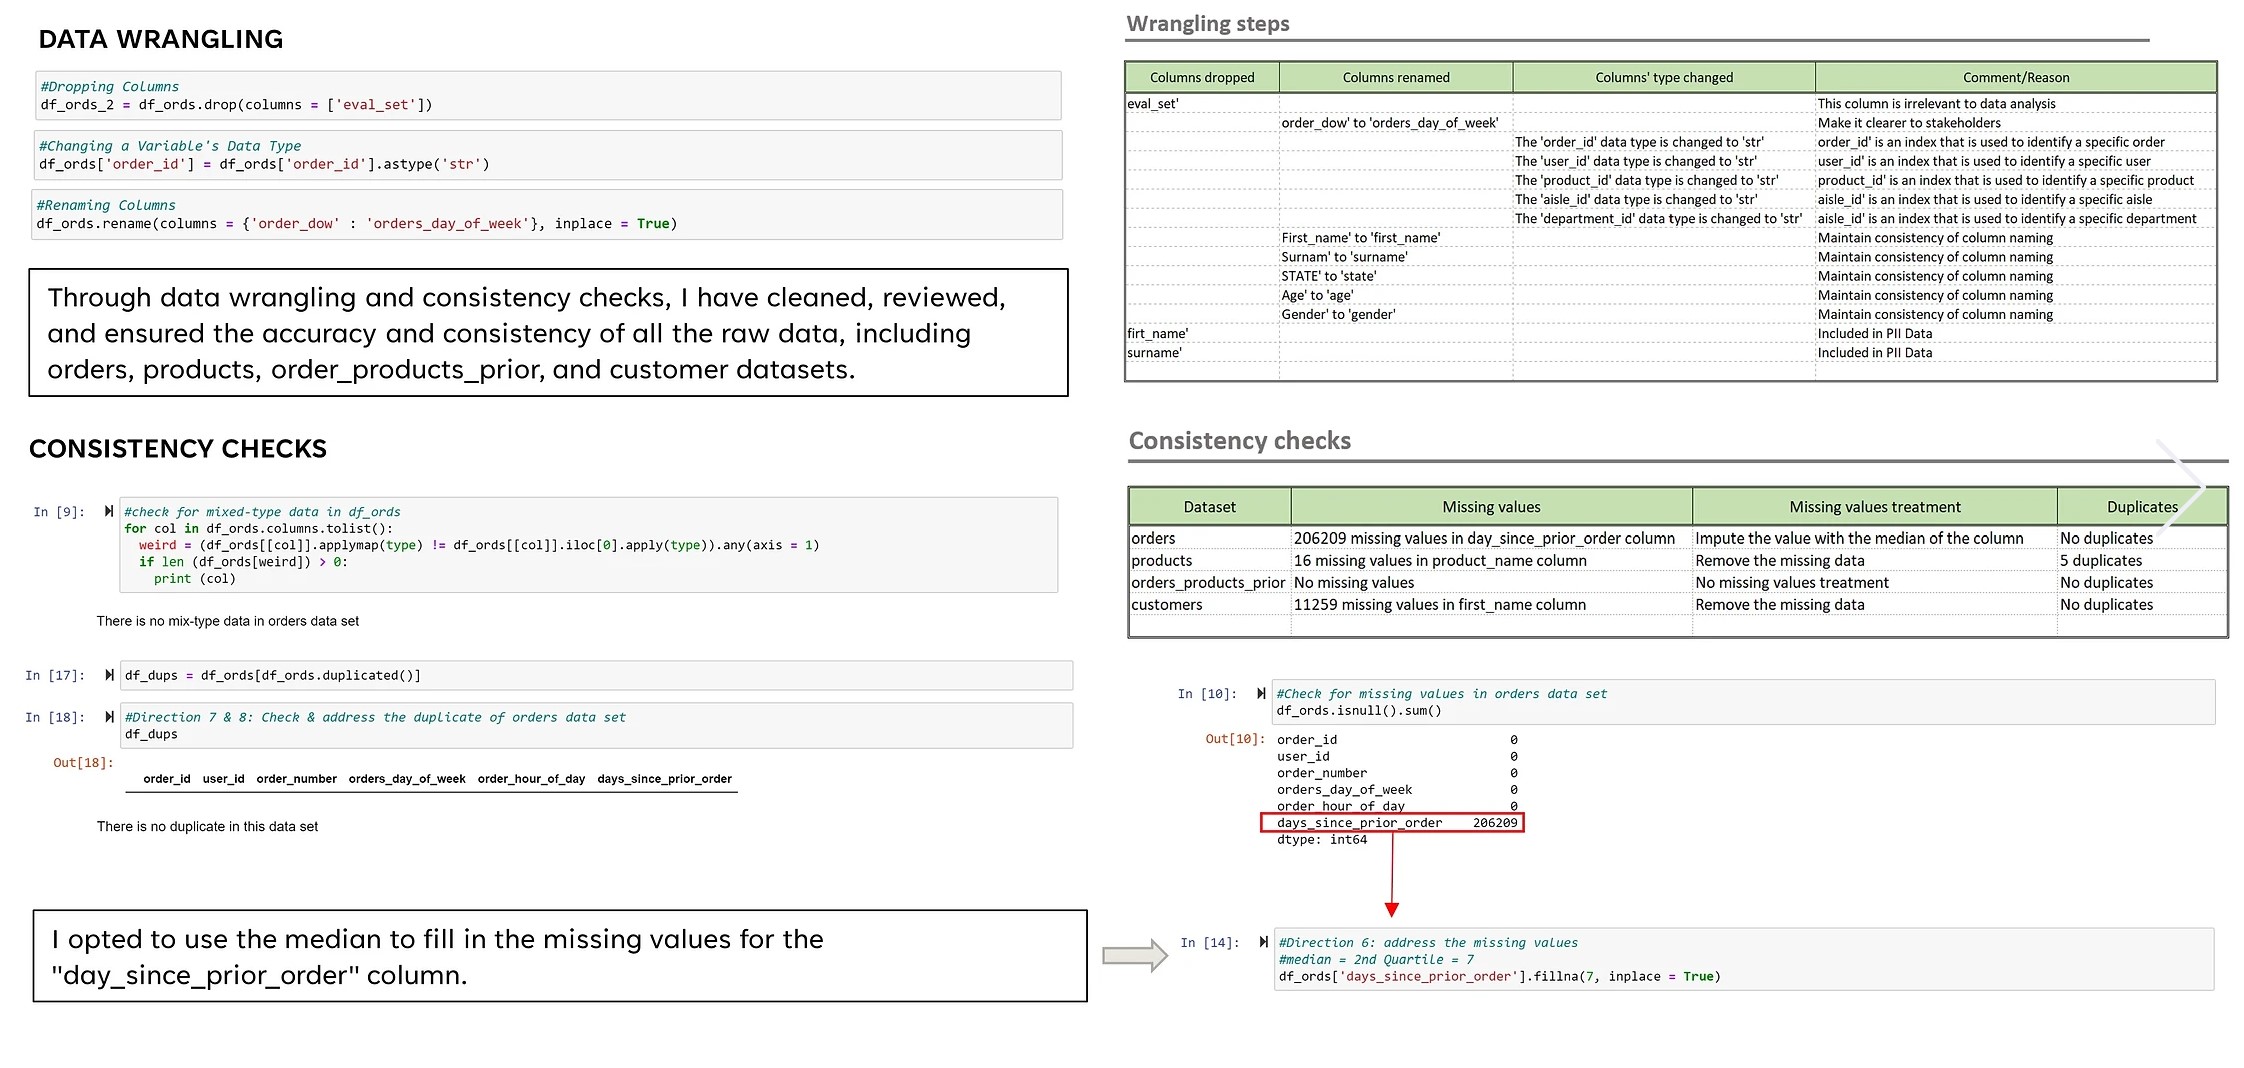 DATA WRANGLING
#Dropping Columns
df_ords_2 = df_ords.drop(columns = ['eval_set'])
#Changing a Variable's Data Type
df_ords['order_id'] = df_ords['order_id'].astype('str')
#Renaming Columns
df_ords.rename(columns = {'order_dow' : 'orders_day_of_week'}, inplace = True)
Through data wrangling and consistency checks, I have cleaned, reviewed,
and ensured the accuracy and consistency of all the raw data, including
orders, products, order_products_prior, and customer datasets.
Wrangling steps
Columns dropped Columns renamed Columns' type changed Comment/Reason
eval_set' This column is irrelevant to data analysis
order_dow' to 'orders_day_of_week' Make it clearer to stakeholders
The 'order_id' data type is changed to 'str' order_id' is an index that is used to identify a specific order
The 'user_id' data type is changed to 'str' user_id' is an index that is used to identify a specific user
The 'product_id' data type is changed to 'str' product_id' is an index that is used to identify a specific product
The 'aisle_id' data type is changed to 'str' aisle_id' is an index that is used to identify a specific aisle
The 'department_id' data type is changed to 'str' aisle_id' is an index that is used to identify a specific department
First_name' to 'first_name' Maintain consistency of column naming
Surnam' to 'surname' Maintain consistency of column naming
STATE' to 'state' Maintain consistency of column naming
Age' to 'age' Maintain consistency of column naming
Gender' to 'gender' Maintain consistency of column naming
firt_name' Included in PII Data
surname' Included in PII Data
CONSISTENCY CHECKS
In [9]: #check for mixed-type data in df_ords
for col in df_ords.columns.tolist():
weird = (df_ords[[col]].applymap(type) != df_ords[[col]].iloc[0].apply(type)).any(axis = 1)
if len (df_ords[weird]) > 0:
print (col)
There is no mix-type data in orders data set
In [17]: df_dups = df_ords[df_ords.duplicated()]
In [18]: #Direction 7 & 8: Check & address the duplicate of orders data set
df_dups
Out[18]:
order_id user_id order_number orders_day_of_week order_hour_of_day days_since_prior_order
There is no duplicate in this data set
Consistency checks
Dataset Missing values Missing values treatment Duplicates
orders 206209 missing values in day_since_prior_order column Impute the value with the median of the column No duplicates
products 16 missing values in product_name column Remove the missing data 5 duplicates
orders_products_prior No missing values No missing values treatment No duplicates
customers 11259 missing values in first_name column Remove the missing data No duplicates
In [10]: #Check for missing values in orders data set
df_ords.isnull().sum()
Out[10]: order_id 0
user_id 0
order_number 0
orders_day_of_week 0
order_hour_of_day 0
days_since_prior_order 206209
dtype: int64
I opted to use the median to fill in the missing values for the
"day_since_prior_order" column.
In [14]: #Direction 6: address the missing values
#median = 2nd Quartile = 7
df_ords['days_since_prior_order'].fillna(7, inplace = True)